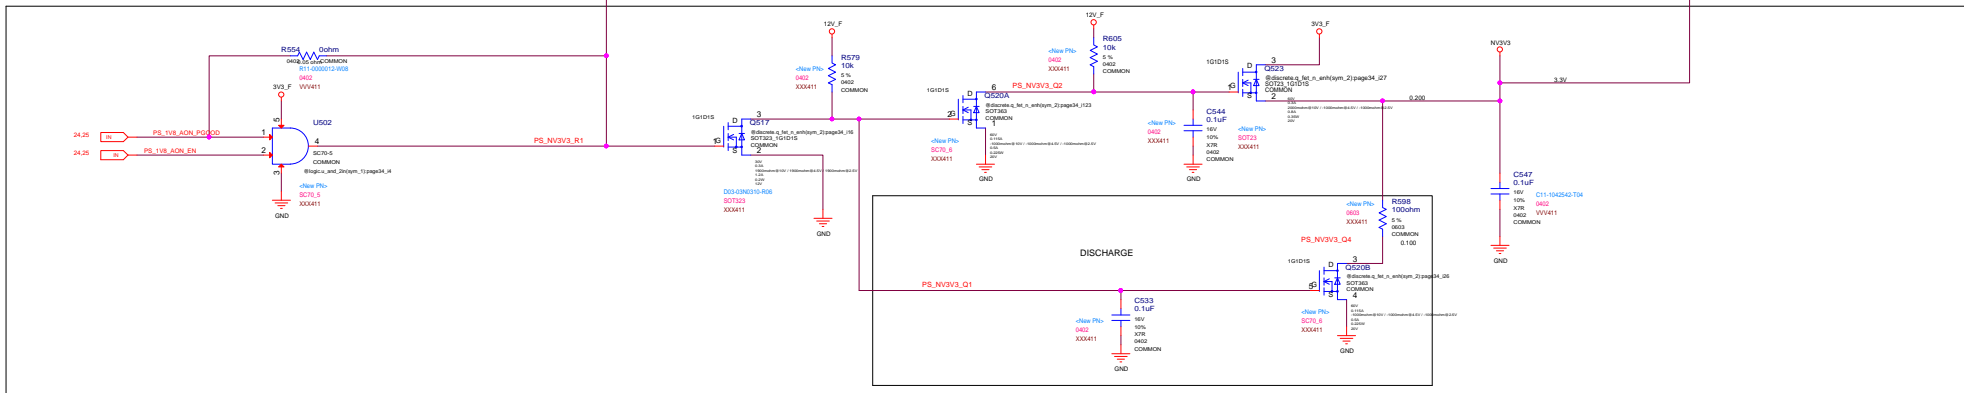 R554
0ohm
0402
0.05 ohm
COMMON
R11-0000012-W08
0402
VVV411
3V3_F
24.25
IN
PS_1V8_AON_PGOOD
24.25
IN
PS_1V8_AON_EN
1
2
5
3
4
U502
SC70-5
COMMON
@logic.u_and_2in(sym_1):page34_i4
<New PN>
SC70_5
XXX411
GND
PS_NV3V3_R1
12V_F
R579
10k
5 %
0402
COMMON
<New PN>
0402
XXX411
1G1D1S
D
3
1
G
S
2
Q517
@discrete.q_fet_n_enh(sym_2):page34_i16
SOT323_1G1D1S
COMMON
D03-03N0310-R06
SOT323
XXX411
GND
12V_F
R605
10k
5 %
0402
COMMON
<New PN>
0402
XXX411
1G1D1S
D
6
2
G
S
1
Q520A
@discrete.q_fet_n_enh(sym_2):page34_i123
SOT363
COMMON
PS_NV3V3_Q2
<New PN>
SC70_6
XXX411
GND
C544
0.1uF
16V
10%
X7R
0402
COMMON
<New PN>
0402
XXX411
GND
3V3_F
1G1D1S
D
3
1
G
S
2
Q523
@discrete.q_fet_n_enh(sym_2):page34_i27
SOT23_1G1D1S
COMMON
<New PN>
SOT23
XXX411
0.200
NV3V3
3.3V
C547
0.1uF
16V
10%
X7R
0402
COMMON
C11-1042542-T04
0402
VVV411
GND
DISCHARGE
PS_NV3V3_Q1
C533
0.1uF
16V
10%
X7R
0402
COMMON
<New PN>
0402
XXX411
GND
R598
100ohm
5 %
0603
COMMON
0.100
<New PN>
0603
XXX411
PS_NV3V3_Q4
1G1D1S
D
3
5
G
S
4
Q520B
@discrete.q_fet_n_enh(sym_2):page34_i26
SOT363
COMMON
<New PN>
SC70_6
XXX411
GND